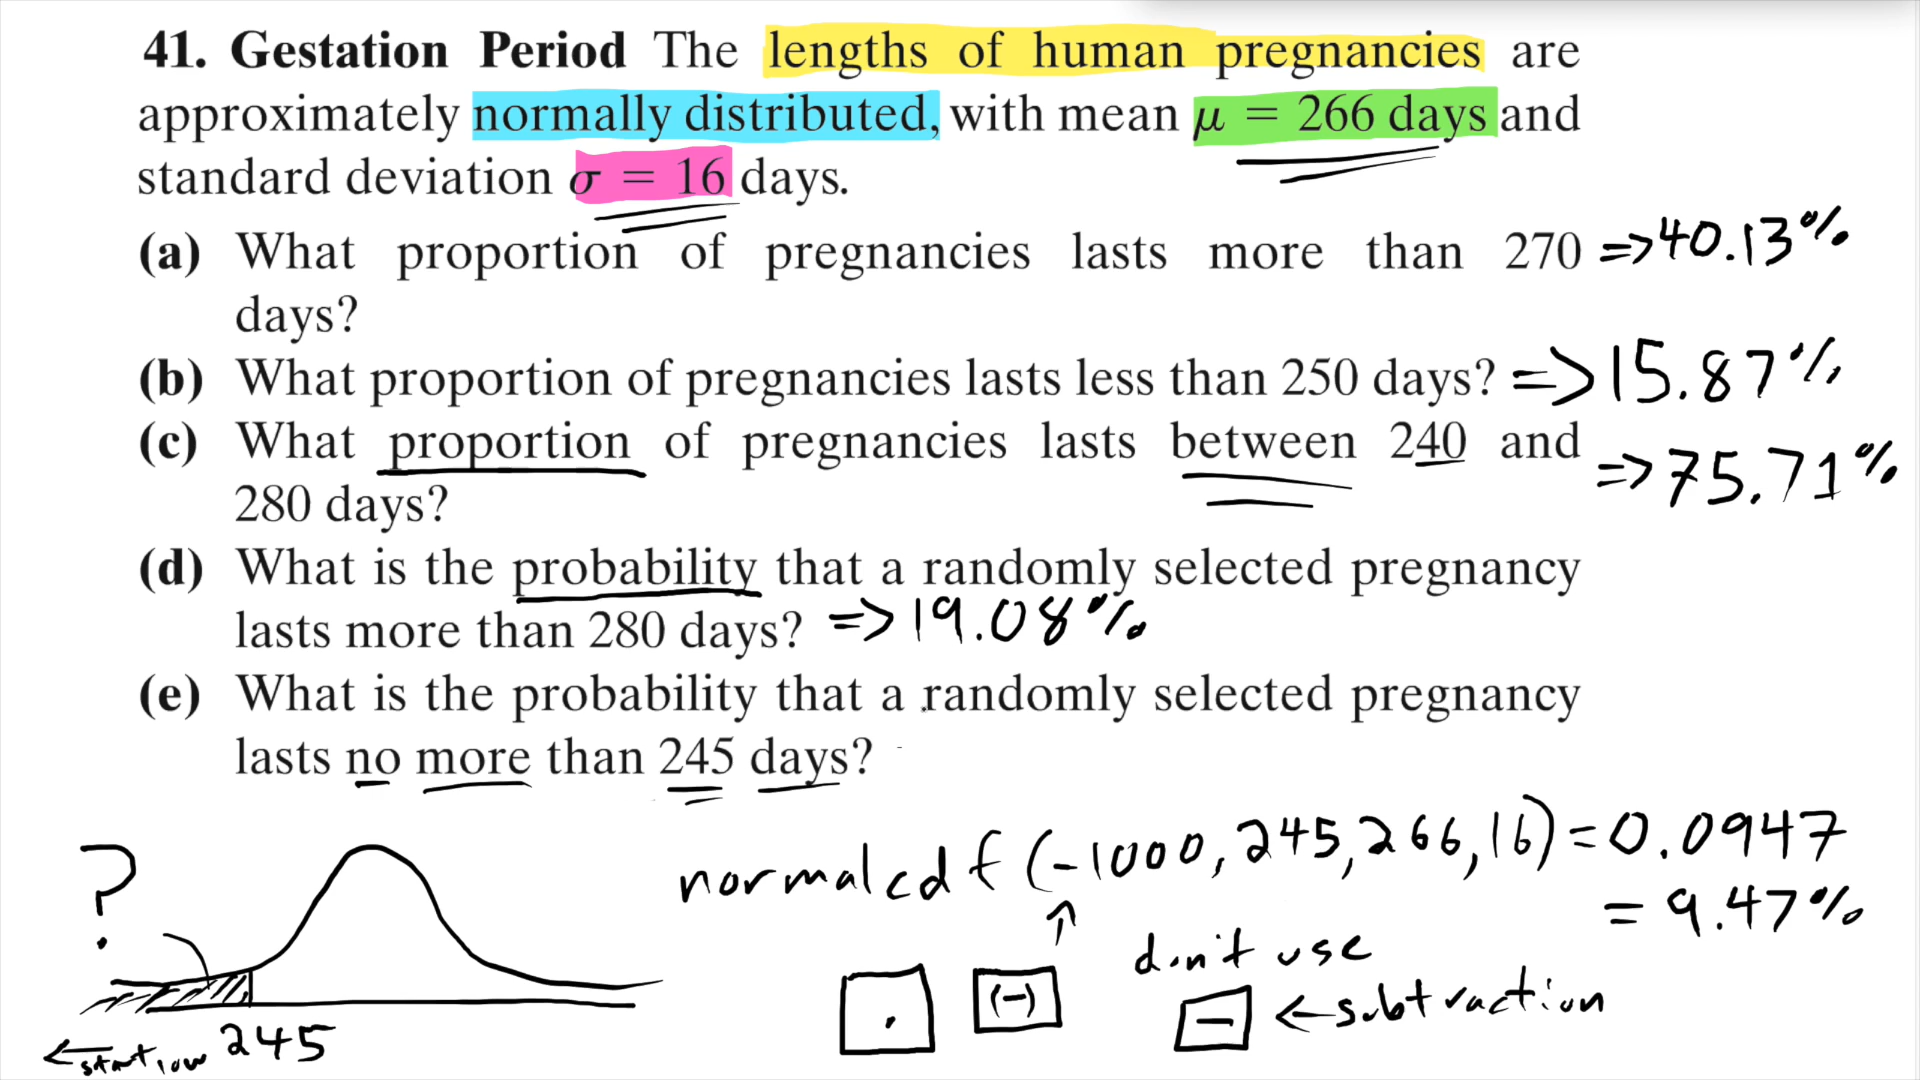 41. Gestation Period The lengths of human pregnancies are
approximately normally distributed, with mean μ = 266 days and
standard deviation σ = 16 days.
(a) What proportion of pregnancies lasts more than 270 => 40.13%
days?
(b) What proportion of pregnancies lasts less than 250 days? => 15.87%
(c) What proportion of pregnancies lasts between 240 and => 75.71%
280 days?
(d) What is the probability that a randomly selected pregnancy
lasts more than 280 days? => 19.08%
(e) What is the probability that a randomly selected pregnancy
lasts no more than 245 days?
normalcdf(-1000, 245, 266, 16) = 0.0947
= 9.47%
?
don't use
. (-) - ← subtraction
← start low 245